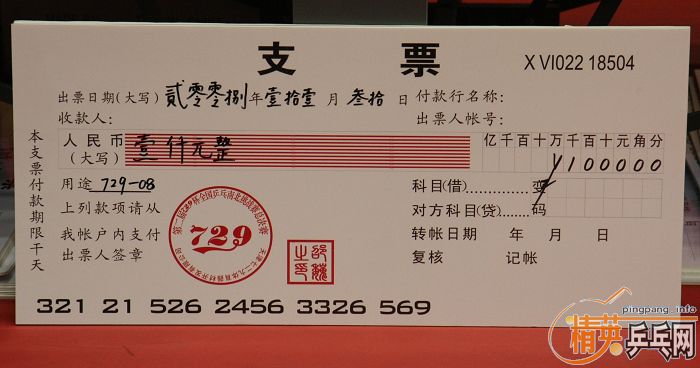 支 票
X VI022 18504
出票日期(大写) 贰零零捌年壹拾壹月 叁拾日 付款行名称:
收款人: 出票人帐号:
人民币
(大写) 壹仟元整
亿千百十万千百十元角分
¥100000
用途 729-08
科目(借)............变
上列款项请从
对方科目(贷)......码
我帐户内支付
转帐日期 年 月 日
出票人签章
复核 记帐
本支票付款期限干天
729
321 21 526 2456 3326 569
pingpang.info
精英乒乓网